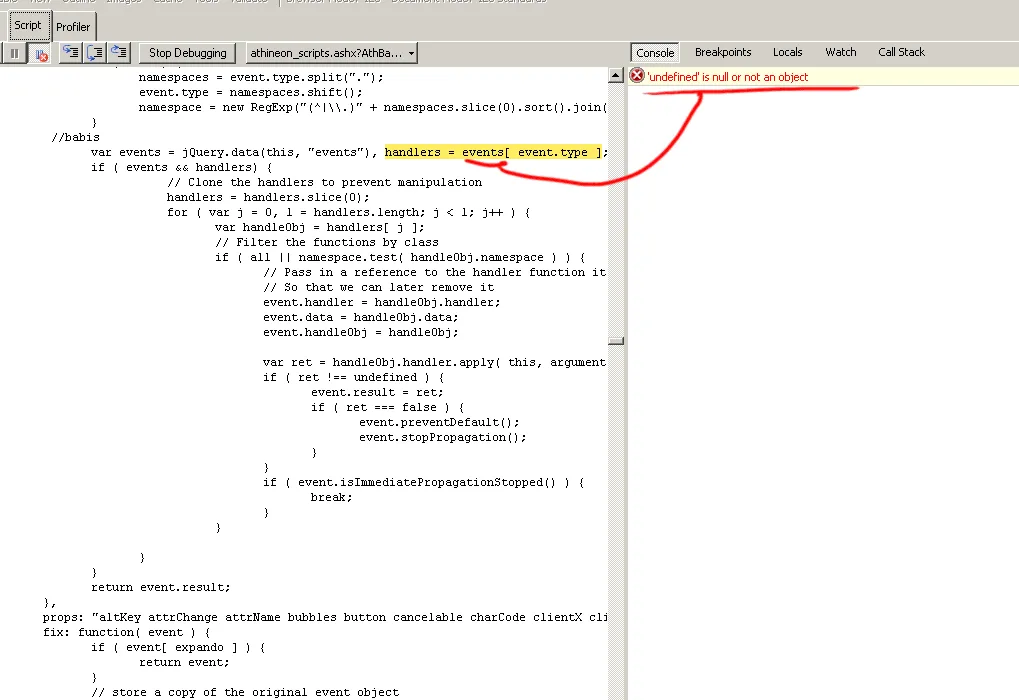 Script
Profiler
Stop Debugging
athineon_scripts.ashx?AthBa...
Console
Breakpoints
Locals
Watch
Call Stack
namespaces = event.type.split(".");
event.type = namespaces.shift();
namespace = new RegExp("(^|\\.)" + namespaces.slice(0).sort().join(
}
//babis
var events = jQuery.data(this, "events"), handlers = events[ event.type ];
if ( events && handlers) {
// Clone the handlers to prevent manipulation
handlers = handlers.slice(0);
for ( var j = 0, l = handlers.length; j < l; j++ ) {
var handleObj = handlers[ j ];
// Filter the functions by class
if ( all || namespace.test( handleObj.namespace ) ) {
// Pass in a reference to the handler function it
// So that we can later remove it
event.handler = handleObj.handler;
event.data = handleObj.data;
event.handleObj = handleObj;
var ret = handleObj.handler.apply( this, argument
if ( ret !== undefined ) {
event.result = ret;
if ( ret === false ) {
event.preventDefault();
event.stopPropagation();
}
}
if ( event.isImmediatePropagationStopped() ) {
break;
}
}
}
}
return event.result;
},
props: "altKey attrChange attrName bubbles button cancelable charCode clientX cli
fix: function( event ) {
if ( event[ expando ] ) {
return event;
}
// store a copy of the original event object
'undefined' is null or not an object